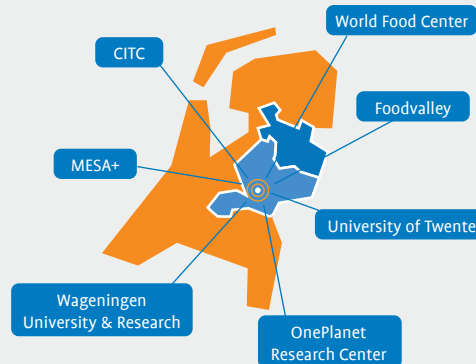 World Food Center
CITC
Foodvalley
MESA+
University of Twente
Wageningen
University & Research
OnePlanet
Research Center